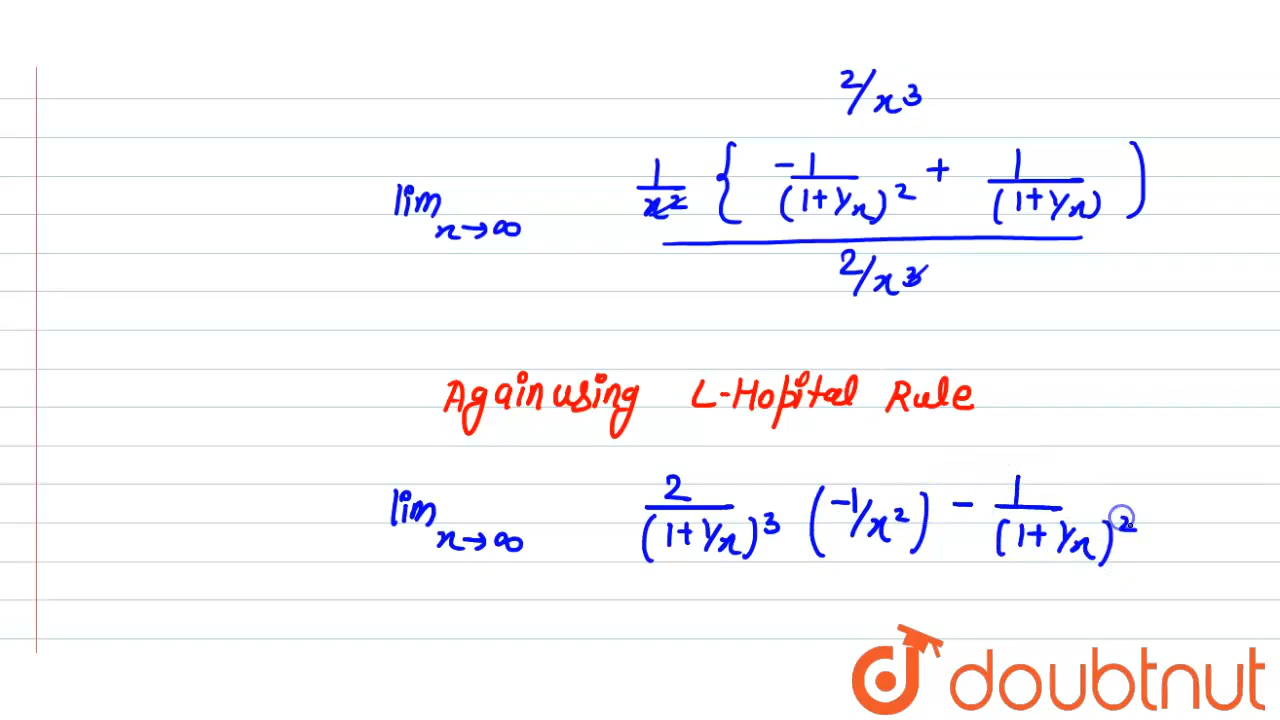 2/x3
lim x→∞ 1/x2 { -1/(1+1/x)2 + 1/(1+1/x) }
2/x3
Again using L-Hopital Rule
lim x→∞ 2/(1+1/x)3 (-1/x2) - 1/(1+1/x)2
doubtnut